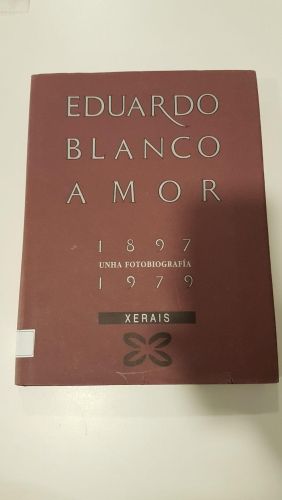 EDUARDO
BLANCO
AMOR
1897
UNHA FOTOBIOGRAFÍA
1979
XERAIS